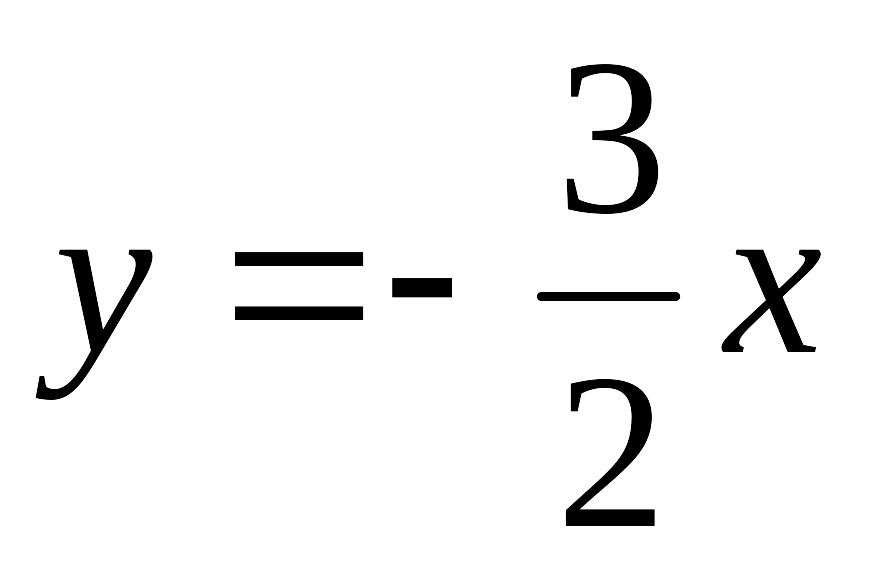 y = - 3/2 x